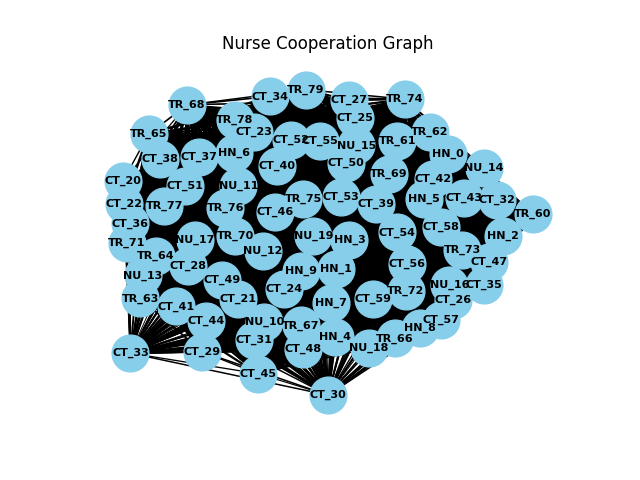 Nurse Cooperation Graph
TR_79
CT_34
CT_27
TR_74
TR_68
CT_25
TR_78
CT_23
TR_62
TR_65
CT_52
CT_55
TR_61
NU_15
HN_6
HN_0
CT_37
CT_38
CT_50
CT_40
NU_14
TR_69
CT_42
CT_20
CT_51
NU_11
CT_53
TR_75
HN_5
CT_43
CT_32
CT_22
TR_77
TR_76
CT_39
CT_46
TR_60
CT_36
CT_58
CT_54
NU_19
TR_70
HN_2
NU_17
HN_3
TR_71
NU_12
TR_73
TR_64
CT_47
CT_56
CT_28
HN_9
HN_1
NU_13
CT_49
NU_16
CT_35
CT_24
TR_72
TR_63
CT_21
CT_59
CT_26
HN_7
CT_41
CT_44
NU_10
CT_57
TR_67
HN_8
HN_4
TR_66
CT_31
NU_18
CT_48
CT_29
CT_33
CT_45
CT_30